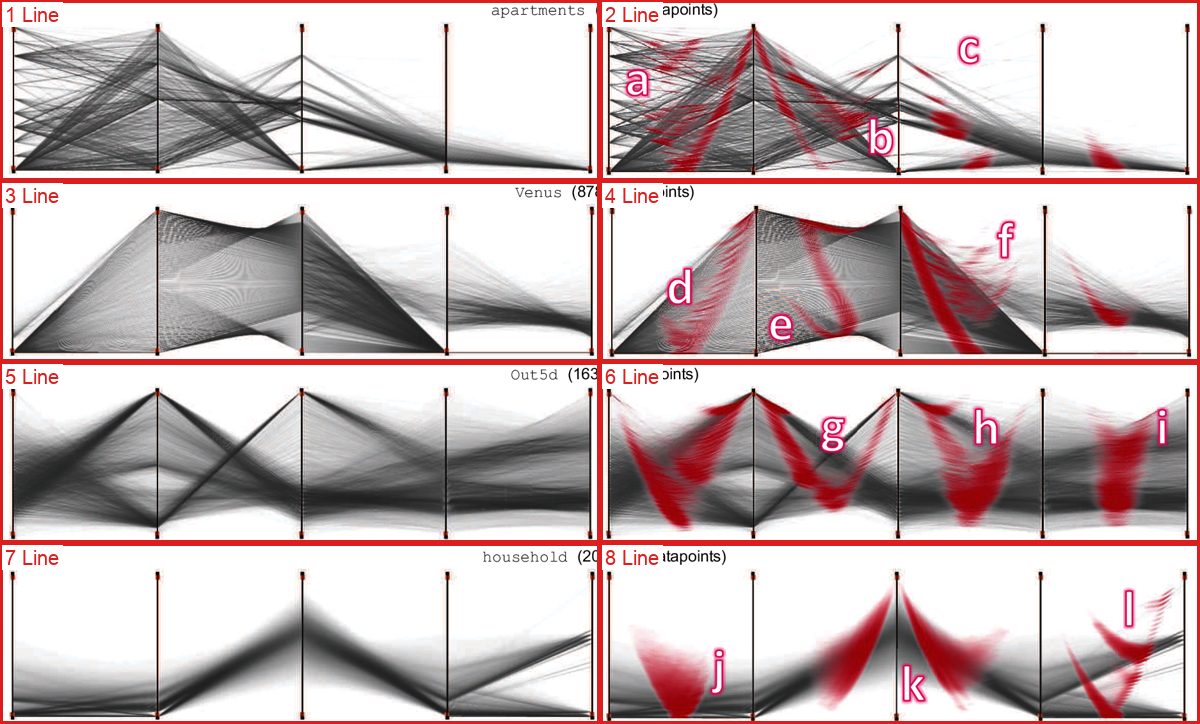 1 Line
apartments (
2 Line
apoints)
a
b
c
3 Line
Venus (878
4 Line
ints)
d
e
f
5 Line
Out5d (163
6 Line
oints)
g
h
i
7 Line
household (20
8 Line
atapoints)
j
k
l